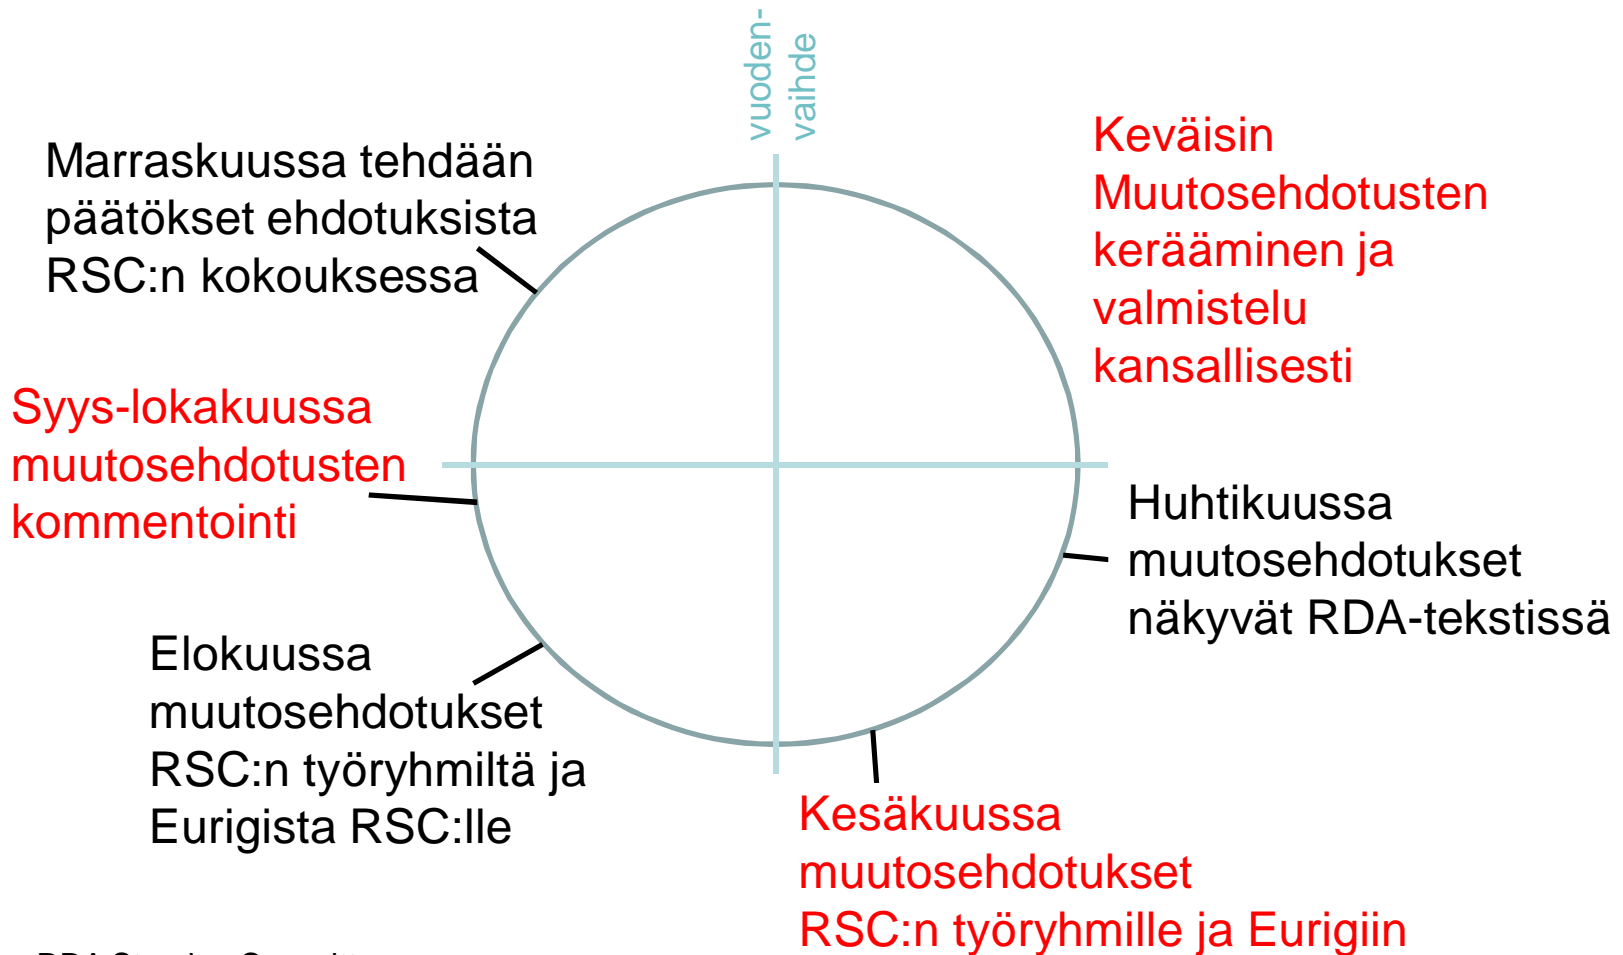 vuoden-
vaihde
Keväisin
Muutosehdotusten
kerääminen ja
valmistelu
kansallisesti
Huhtikuussa
muutosehdotukset
näkyvät RDA-tekstissä
Kesäkuussa
muutosehdotukset
RSC:n työryhmille ja Eurigiin
Elokuussa
muutosehdotukset
RSC:n työryhmiltä ja
Eurigista RSC:lle
Syys-lokakuussa
muutosehdotusten
kommentointi
Marraskuussa tehdään
päätökset ehdotuksista
RSC:n kokouksessa